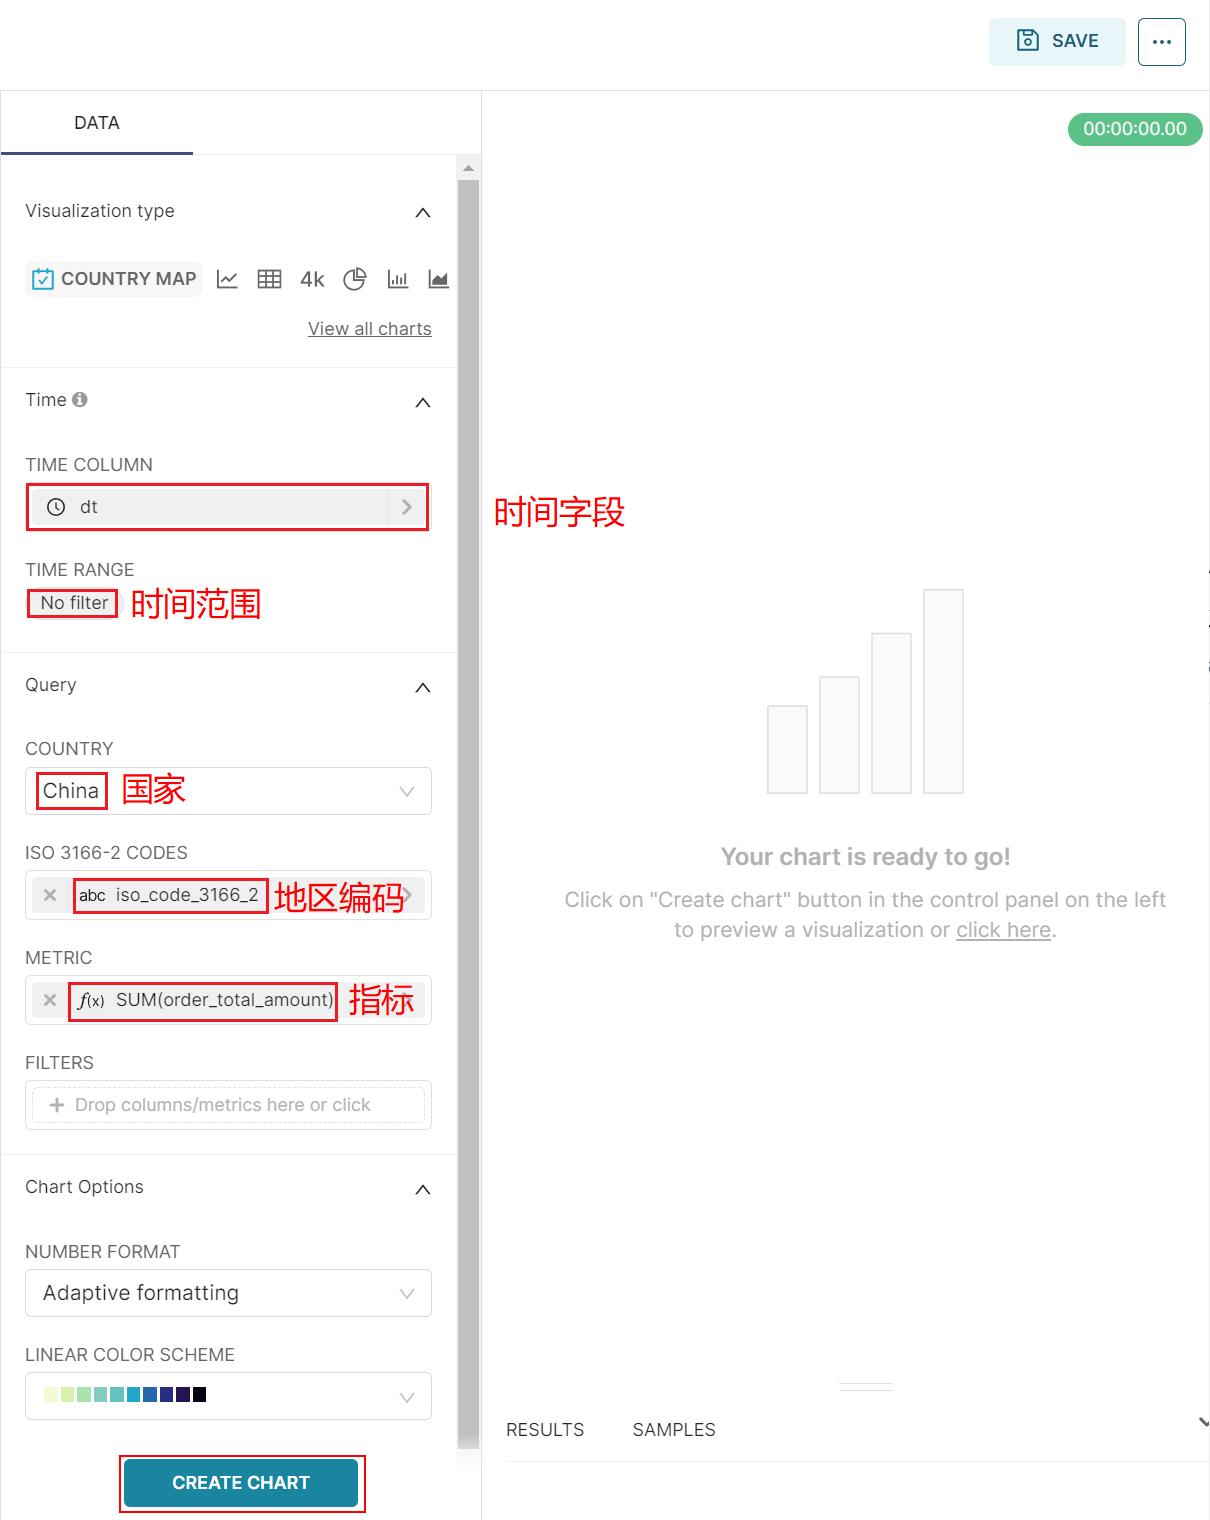 SAVE
...
DATA
00:00:00.00
Visualization type
COUNTRY MAP
4k
View all charts
Time
TIME COLUMN
dt
时间字段
TIME RANGE
No filter
时间范围
Query
COUNTRY
China
国家
ISO 3166-2 CODES
abc iso_code_3166_2
地区编码
METRIC
f(x) SUM(order_total_amount)
指标
FILTERS
+ Drop columns/metrics here or click
Your chart is ready to go!
Click on "Create chart" button in the control panel on the left
to preview a visualization or click here.
Chart Options
NUMBER FORMAT
Adaptive formatting
LINEAR COLOR SCHEME
RESULTS
SAMPLES
CREATE CHART